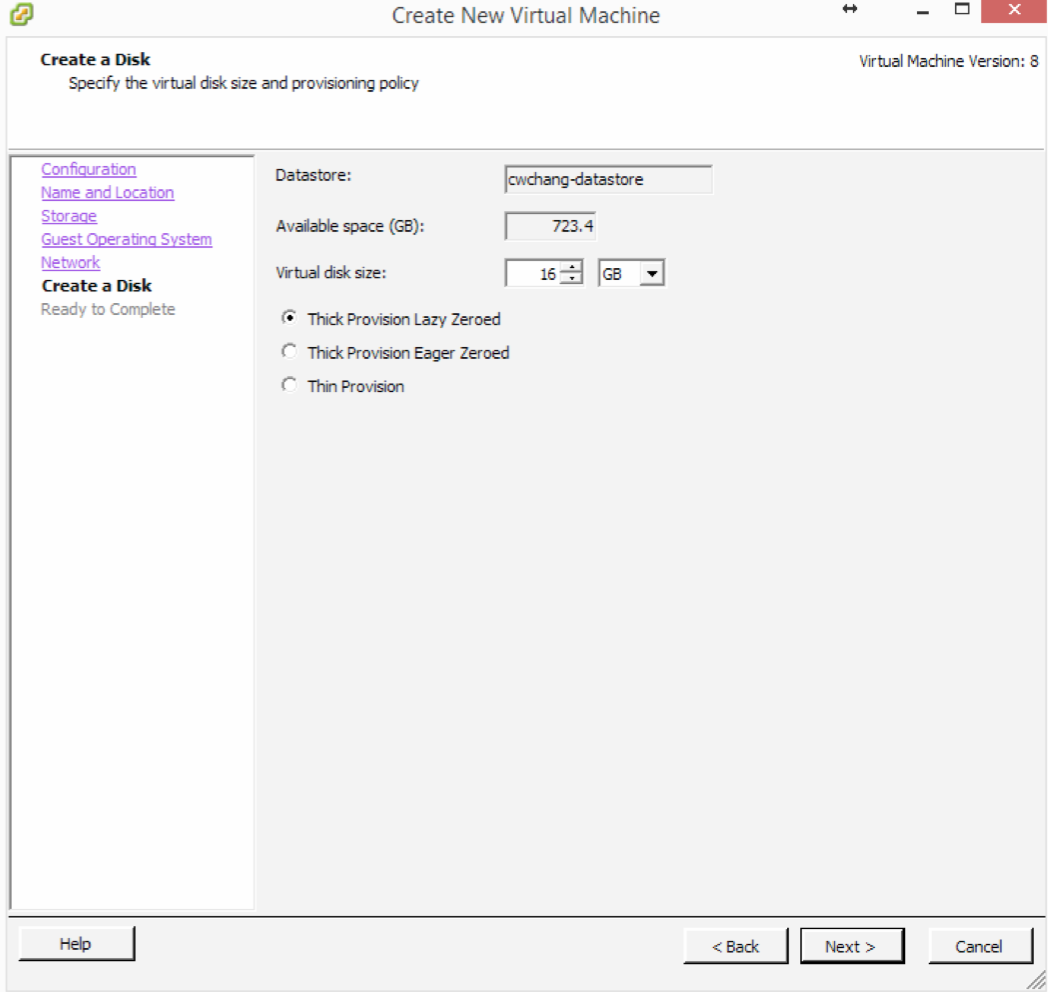 Create New Virtual Machine
Create a Disk
Specify the virtual disk size and provisioning policy
Virtual Machine Version: 8
Configuration
Name and Location
Storage
Guest Operating System
Network
Create a Disk
Ready to Complete
Datastore: cwchang-datastore
Available space (GB): 723.4
Virtual disk size: 16 GB
Thick Provision Lazy Zeroed
Thick Provision Eager Zeroed
Thin Provision
Help
< Back
Next >
Cancel